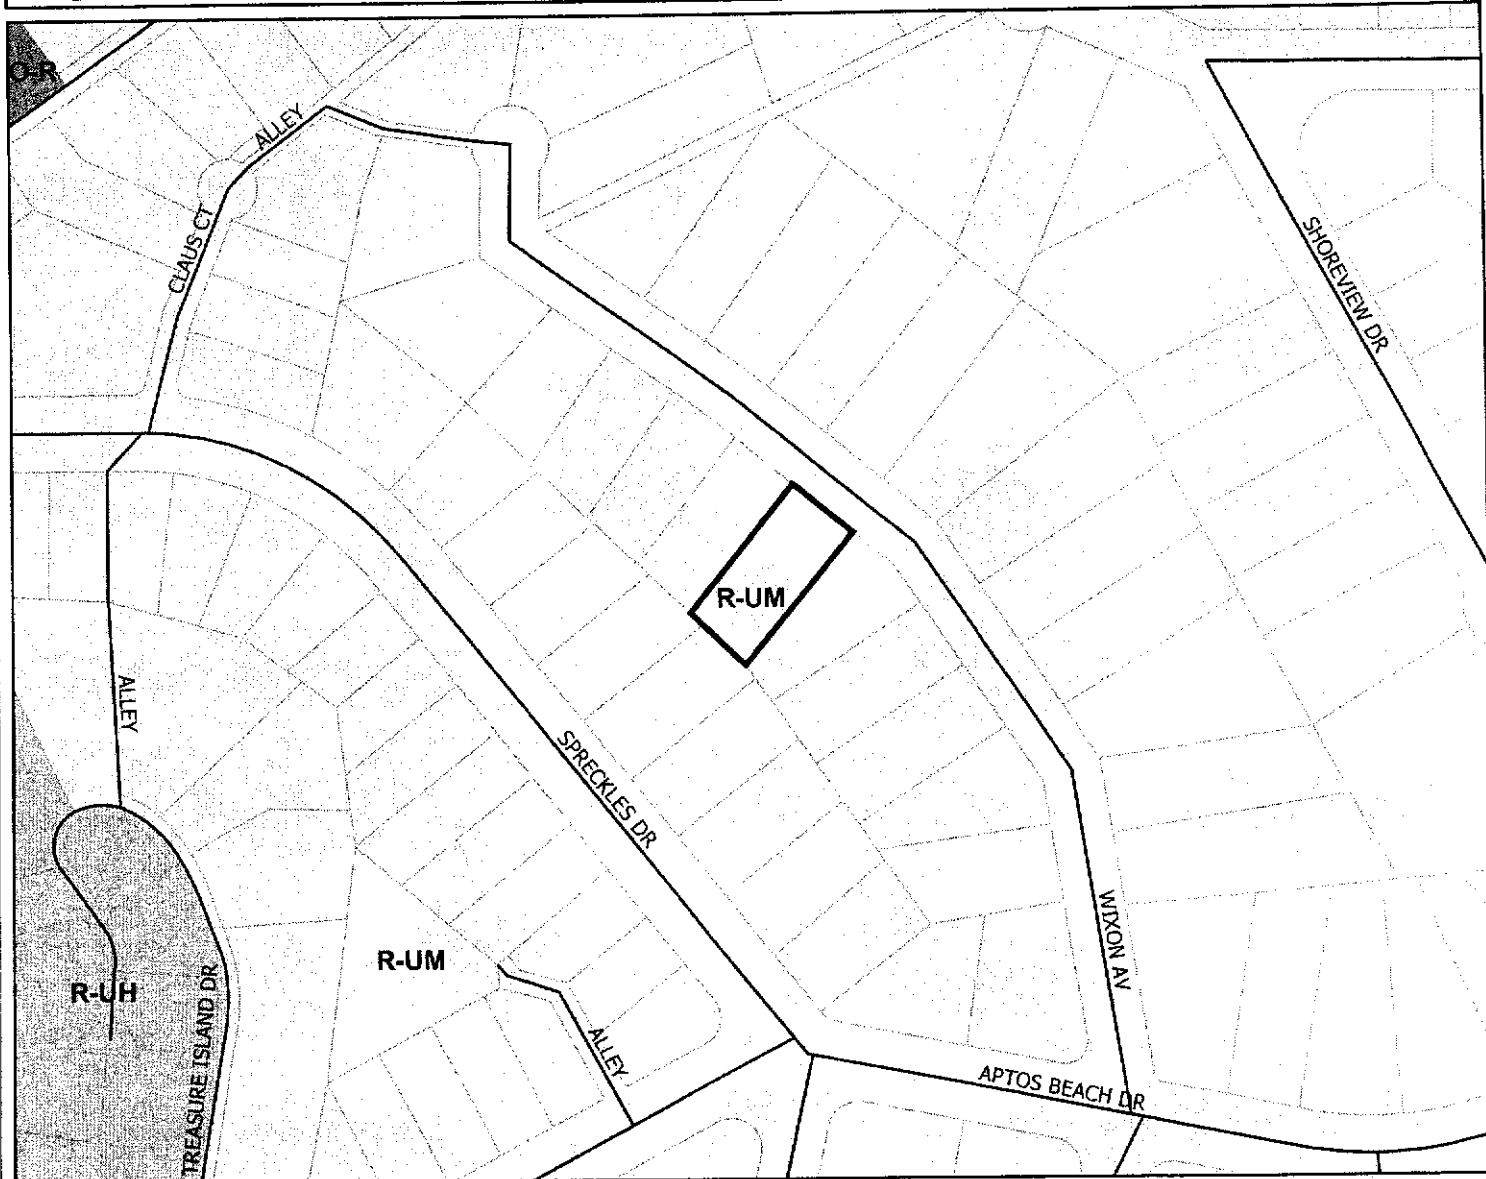 O-R
ALLEY
CLAUS CT
SHOREVIEW DR
R-UM
ALLEY
SPRECKLES DR
WIXON AV
R-UM
R-UH
TREASURE ISLAND DR
ALLEY
APTOS BEACH DR